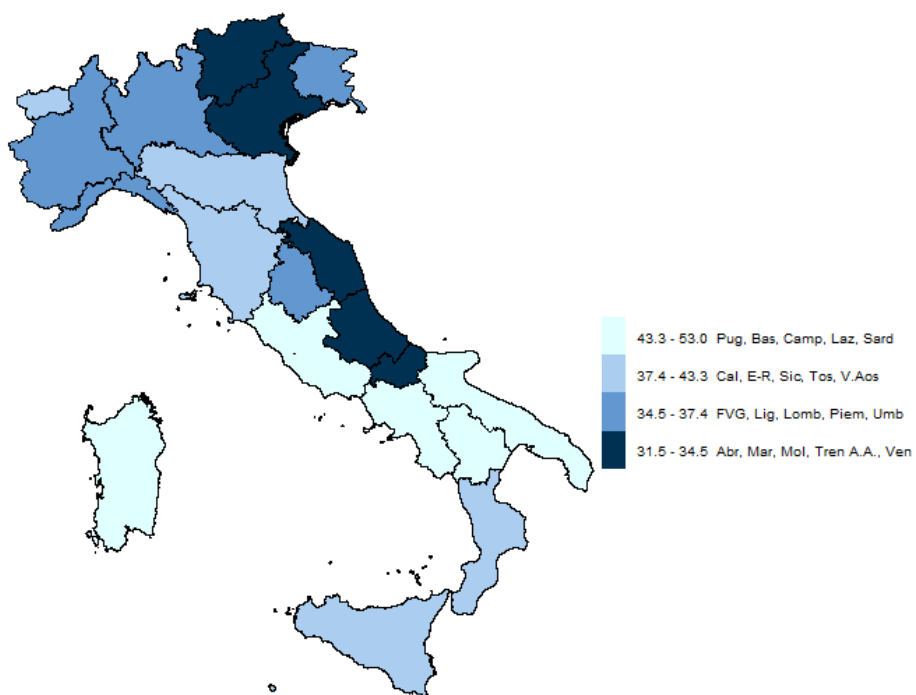 43.3 - 53.0 Pug, Bas, Camp, Laz, Sard
37.4 - 43.3 Cal, E-R, Sic, Tos, V.Aos
34.5 - 37.4 FVG, Lig, Lomb, Piem, Umb
31.5 - 34.5 Abr, Mar, Mol, Tren A.A., Ven